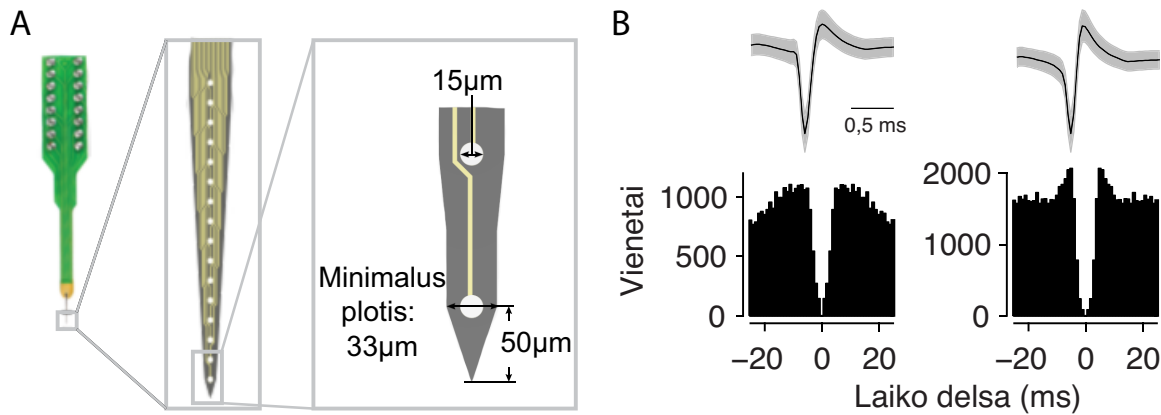 A
15µm
Minimalus
plotis:
33µm
50µm
B
0,5 ms
Vienetai
1000
500
0
2000
1000
0
−20 0 20
−20 0 20
Laiko delsa (ms)